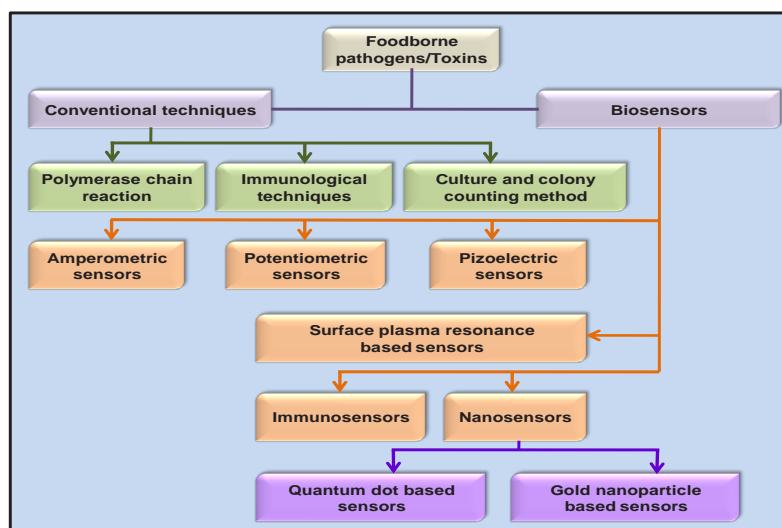 Foodborne
pathogens/Toxins
Conventional techniques
Biosensors
Polymerase chain
reaction
Immunological
techniques
Culture and colony
counting method
Amperometric
sensors
Potentiometric
sensors
Pizoelectric
sensors
Surface plasma resonance
based sensors
Immunosensors
Nanosensors
Quantum dot based
sensors
Gold nanoparticle
based sensors